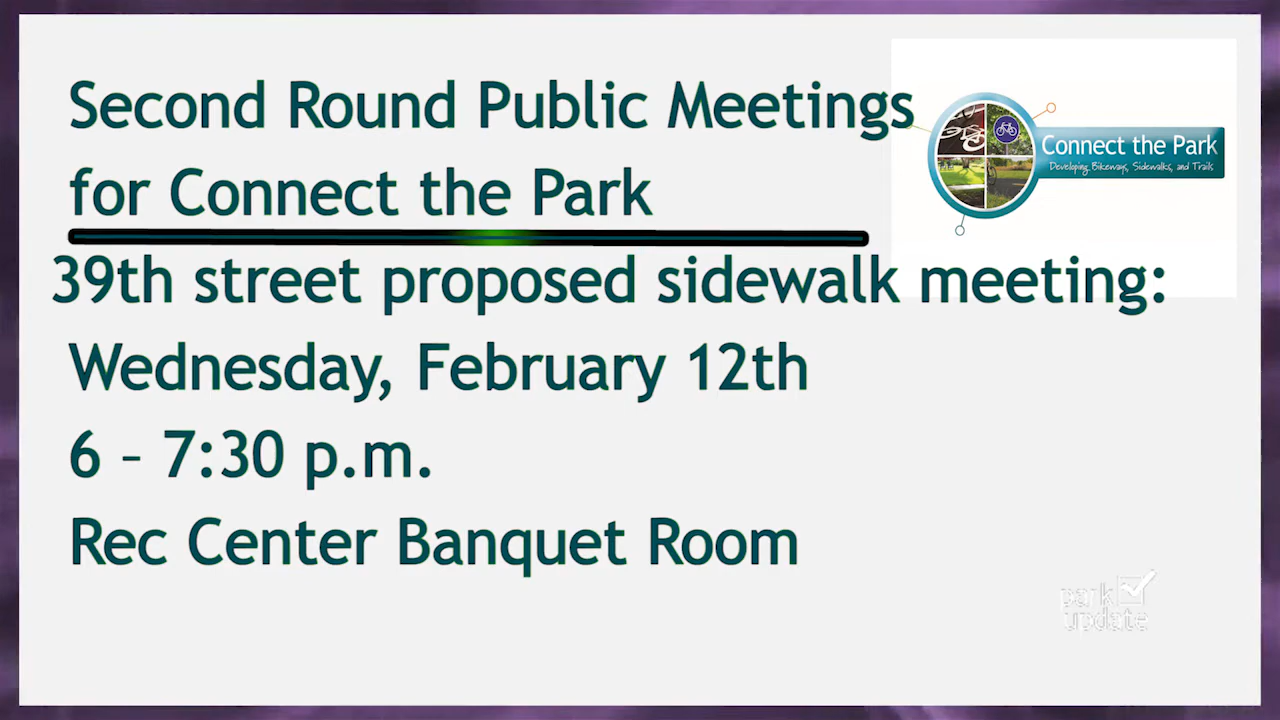 Second Round Public Meetings
for Connect the Park
Connect the Park
Developing Bikeways, Sidewalks, and Trails
39th street proposed sidewalk meeting:
Wednesday, February 12th
6 – 7:30 p.m.
Rec Center Banquet Room
park
update